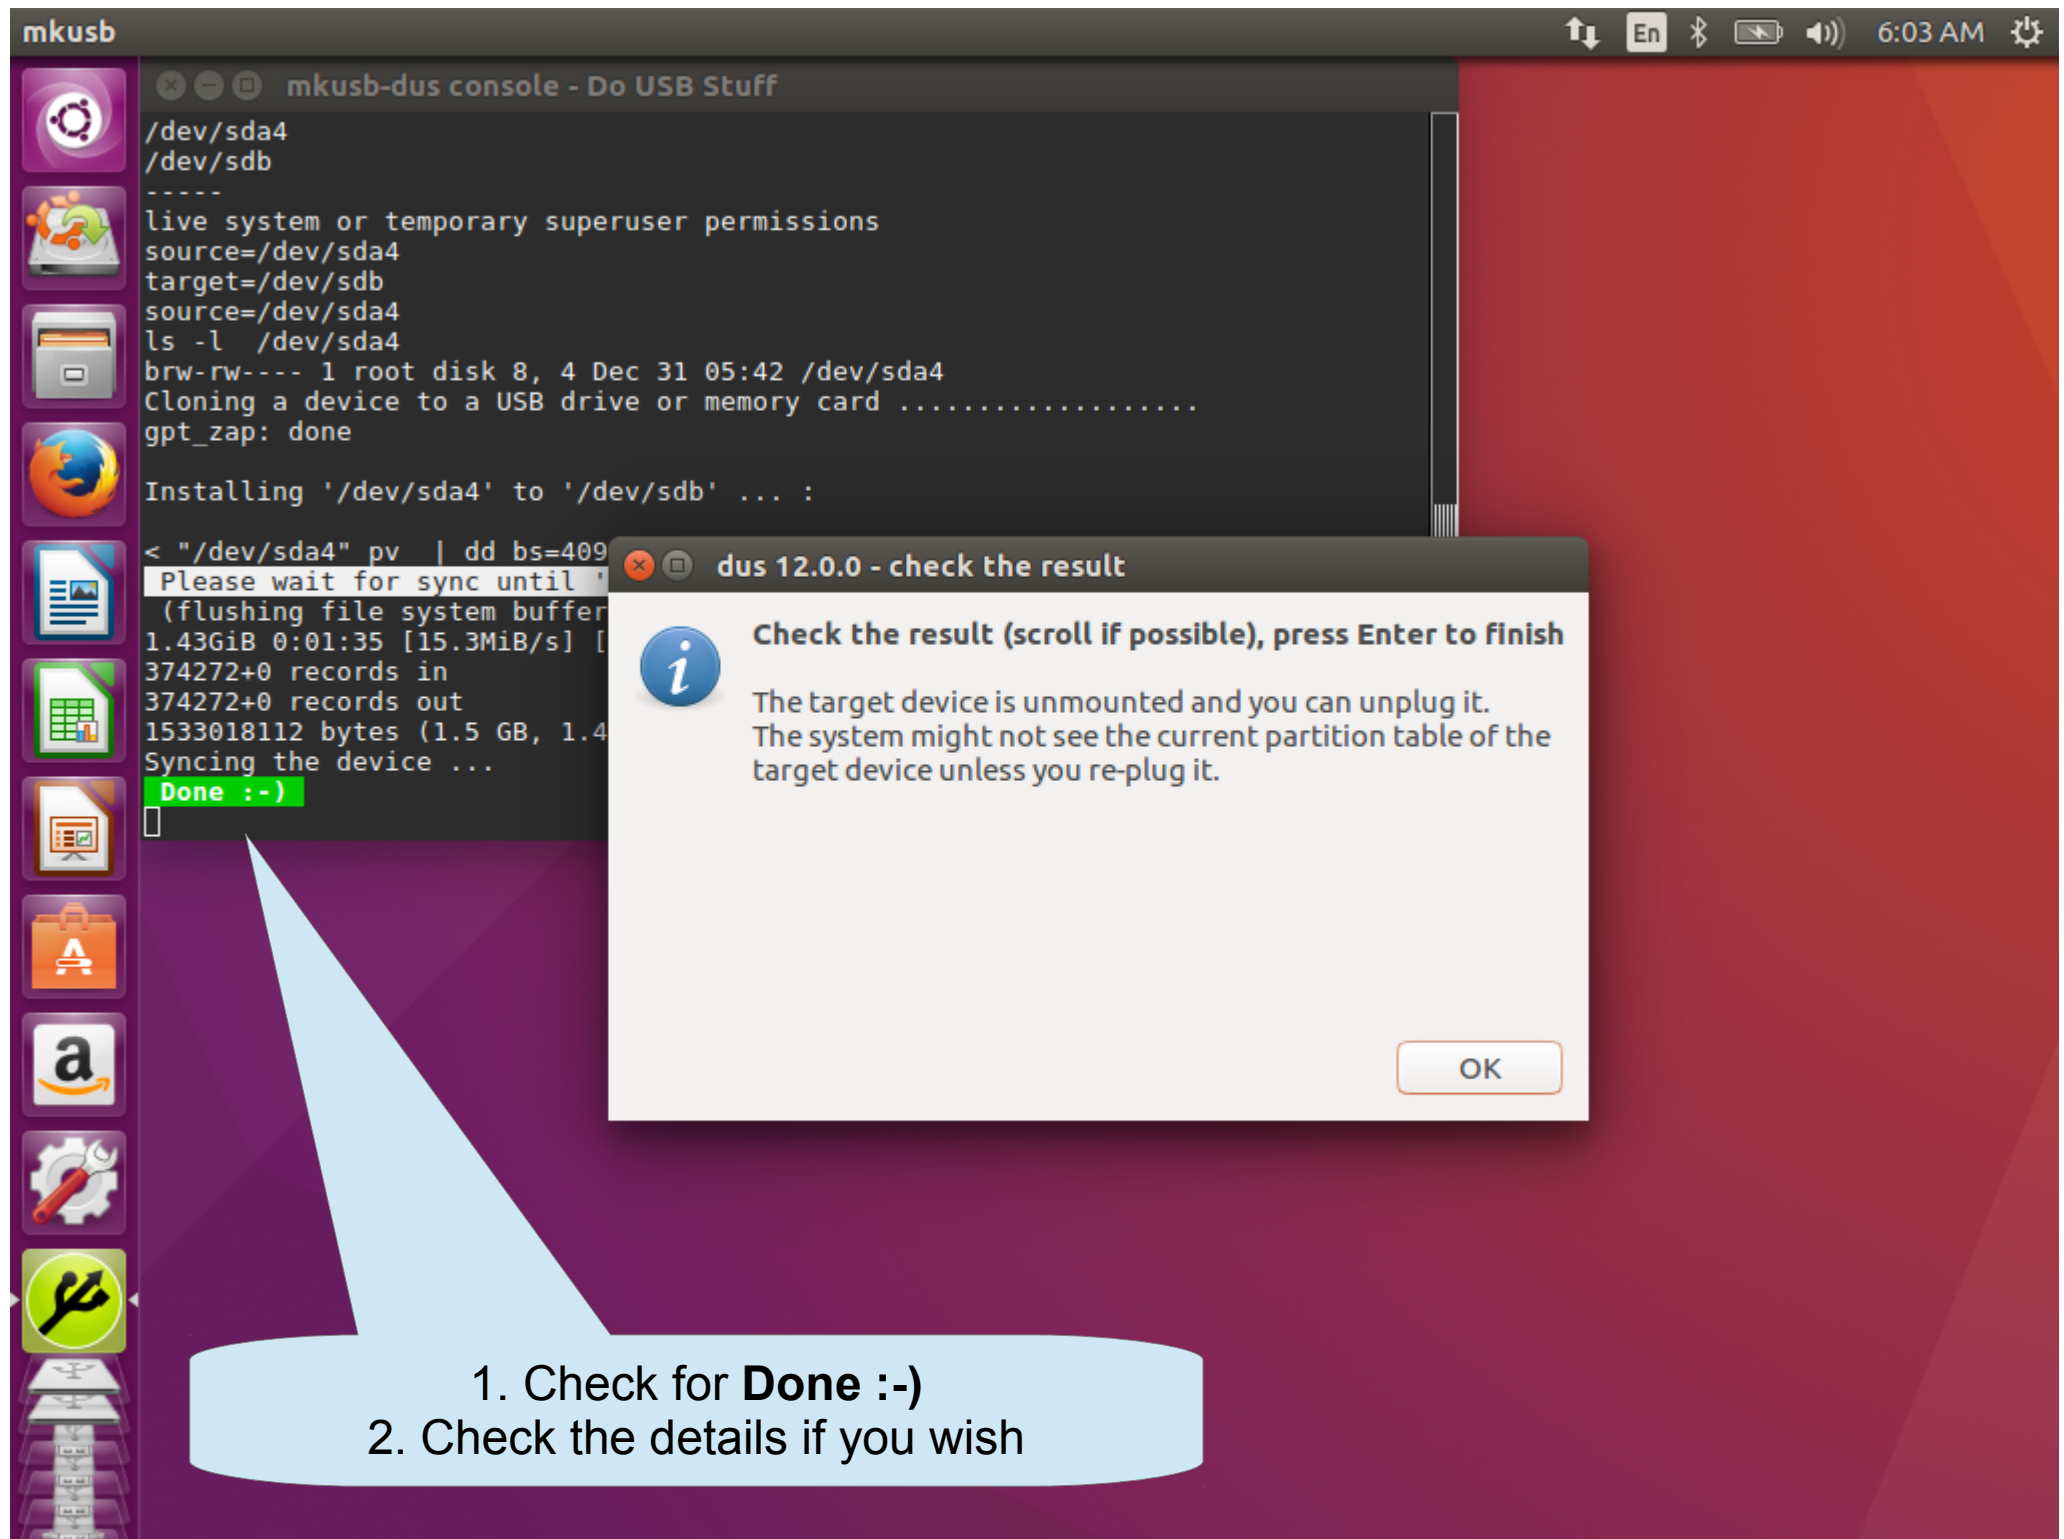 mkusb
En
6:03 AM
mkusb-dus console - Do USB Stuff
/dev/sda4
/dev/sdb
-----
live system or temporary superuser permissions
source=/dev/sda4
target=/dev/sdb
source=/dev/sda4
ls -l  /dev/sda4
brw-rw---- 1 root disk 8, 4 Dec 31 05:42 /dev/sda4
Cloning a device to a USB drive or memory card ...................
gpt_zap: done
Installing '/dev/sda4' to '/dev/sdb' ... :
< "/dev/sda4" pv  | dd bs=409
Please wait for sync until '
(flushing file system buffer
1.43GiB 0:01:35 [15.3MiB/s] [
374272+0 records in
374272+0 records out
1533018112 bytes (1.5 GB, 1.4
Syncing the device ...
Done :-)
dus 12.0.0 - check the result
Check the result (scroll if possible), press Enter to finish
The target device is unmounted and you can unplug it.
The system might not see the current partition table of the
target device unless you re-plug it.
OK
1. Check for Done :-)
2. Check the details if you wish